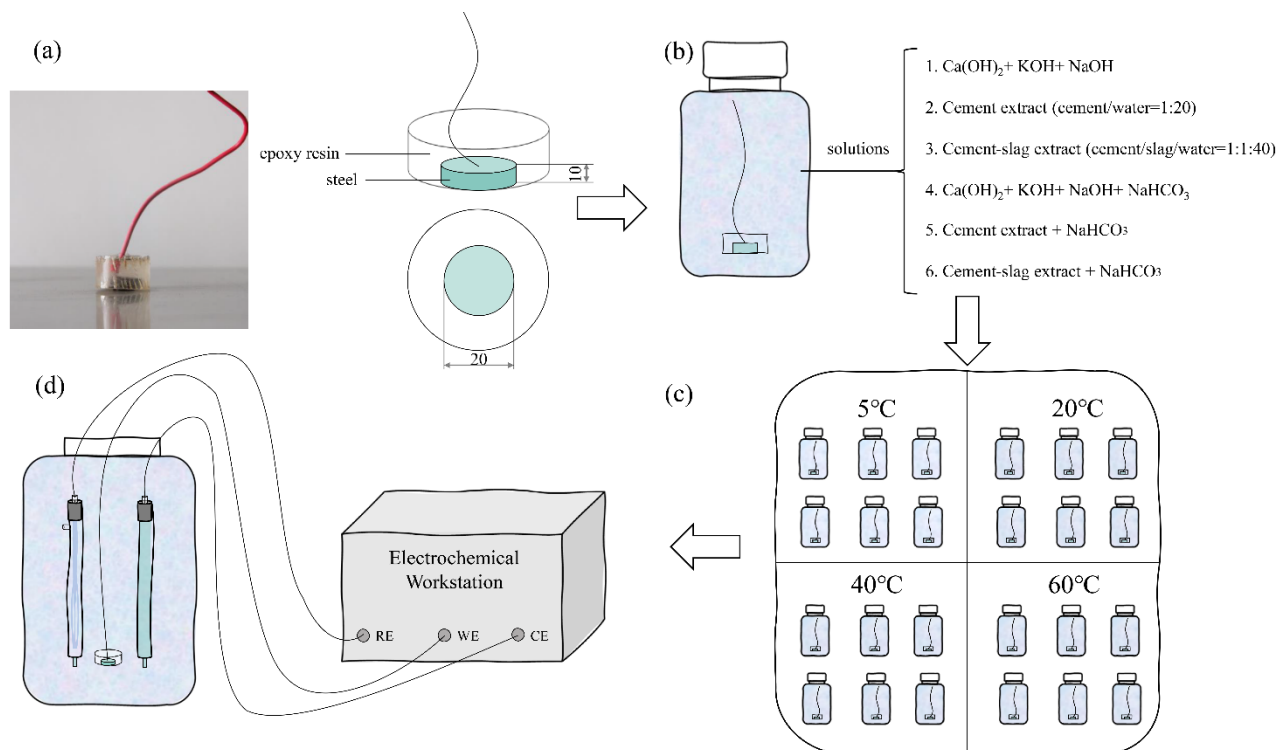 (a)
epoxy resin
steel
10
20
(b)
solutions
1. Ca(OH)₂+ KOH+ NaOH
2. Cement extract (cement/water=1:20)
3. Cement-slag extract (cement/slag/water=1:1:40)
4. Ca(OH)₂+ KOH+ NaOH+ NaHCO₃
5. Cement extract + NaHCO₃
6. Cement-slag extract + NaHCO₃
(c)
5℃
20℃
40℃
60℃
(d)
Electrochemical
Workstation
RE
WE
CE